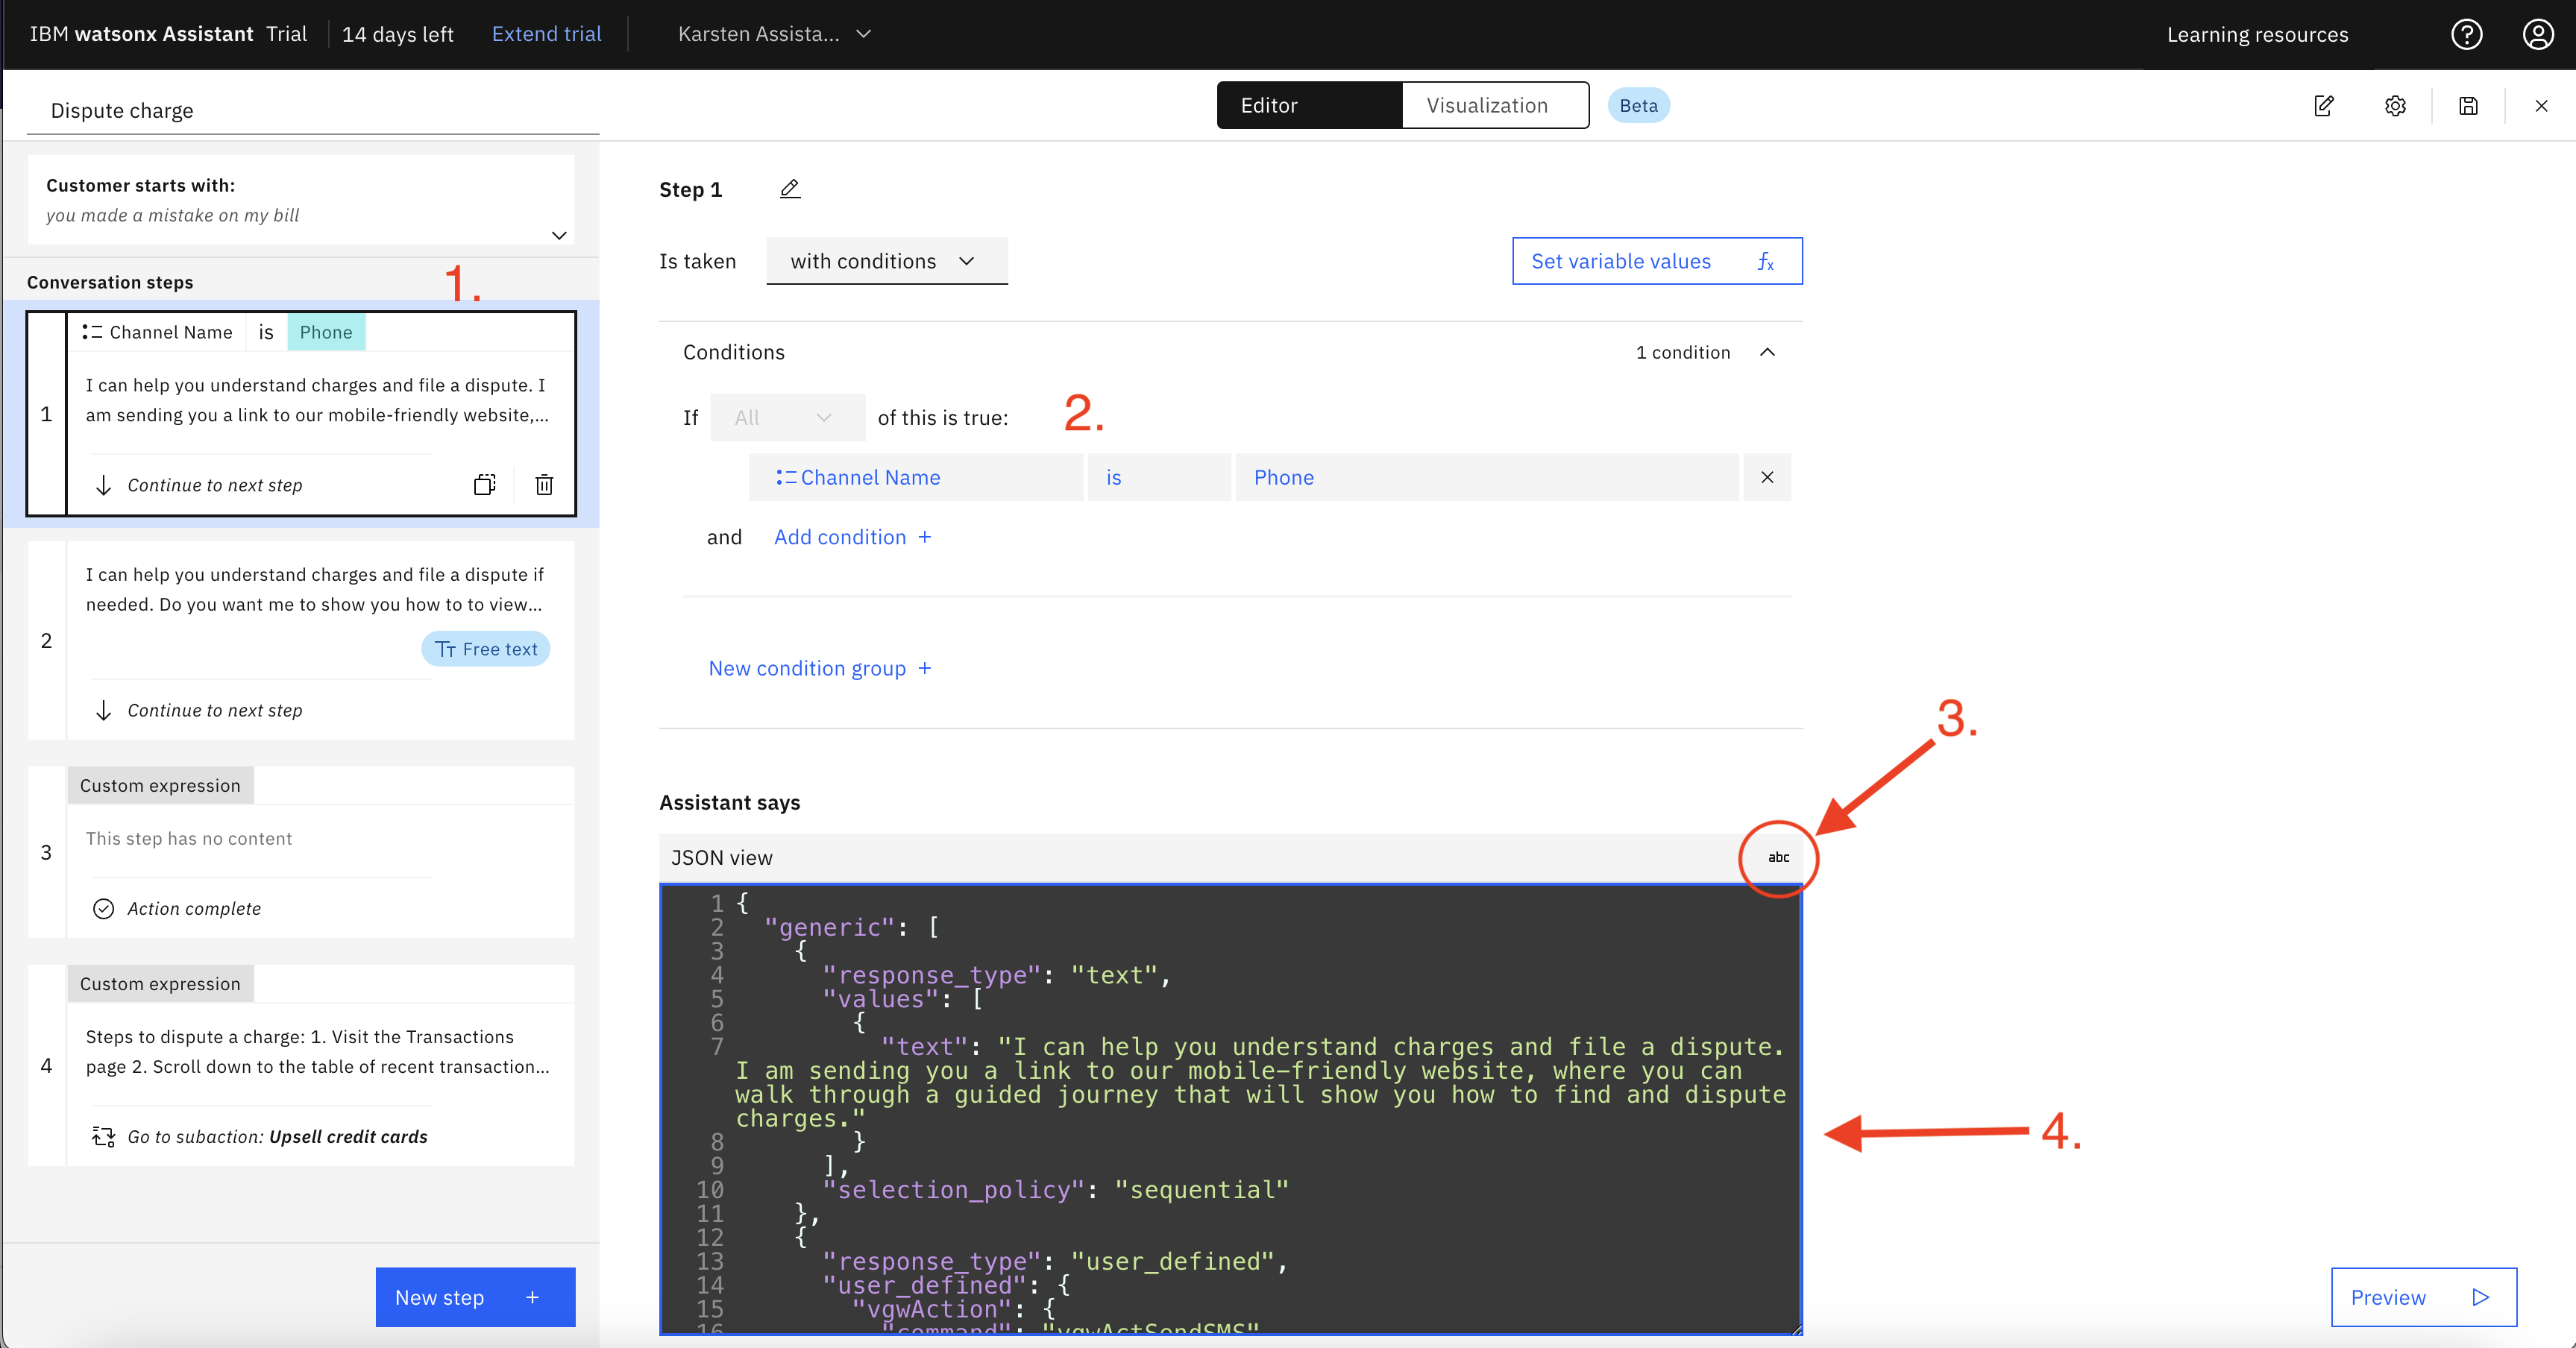 IBM watsonx Assistant Trial 14 days left Extend trial Karsten Assista... Learning resources
Dispute charge
Editor Visualization Beta
Customer starts with:
you made a mistake on my bill
Conversation steps
1.
1
Channel Name is Phone
I can help you understand charges and file a dispute. I
am sending you a link to our mobile-friendly website,...
Continue to next step
2
I can help you understand charges and file a dispute if
needed. Do you want me to show you how to to view...
Free text
Continue to next step
3
Custom expression
This step has no content
Action complete
4
Custom expression
Steps to dispute a charge: 1. Visit the Transactions
page 2. Scroll down to the table of recent transaction...
Go to subaction: Upsell credit cards
New step +
Step 1
Is taken with conditions
Set variable values fx
Conditions 1 condition
If All of this is true:
2.
Channel Name is Phone
and Add condition +
New condition group +
3.
Assistant says
JSON view abc
1 {
2 "generic": [
3 {
4 "response_type": "text",
5 "values": [
6 {
7 "text": "I can help you understand charges and file a dispute.
I am sending you a link to our mobile-friendly website, where you can
walk through a guided journey that will show you how to find and dispute
charges."
8 }
9 ],
10 "selection_policy": "sequential"
11 },
12 {
13 "response_type": "user_defined",
14 "user_defined": {
15 "vgwAction": {
16 "command": "vgwActSendSMS"
4.
Preview